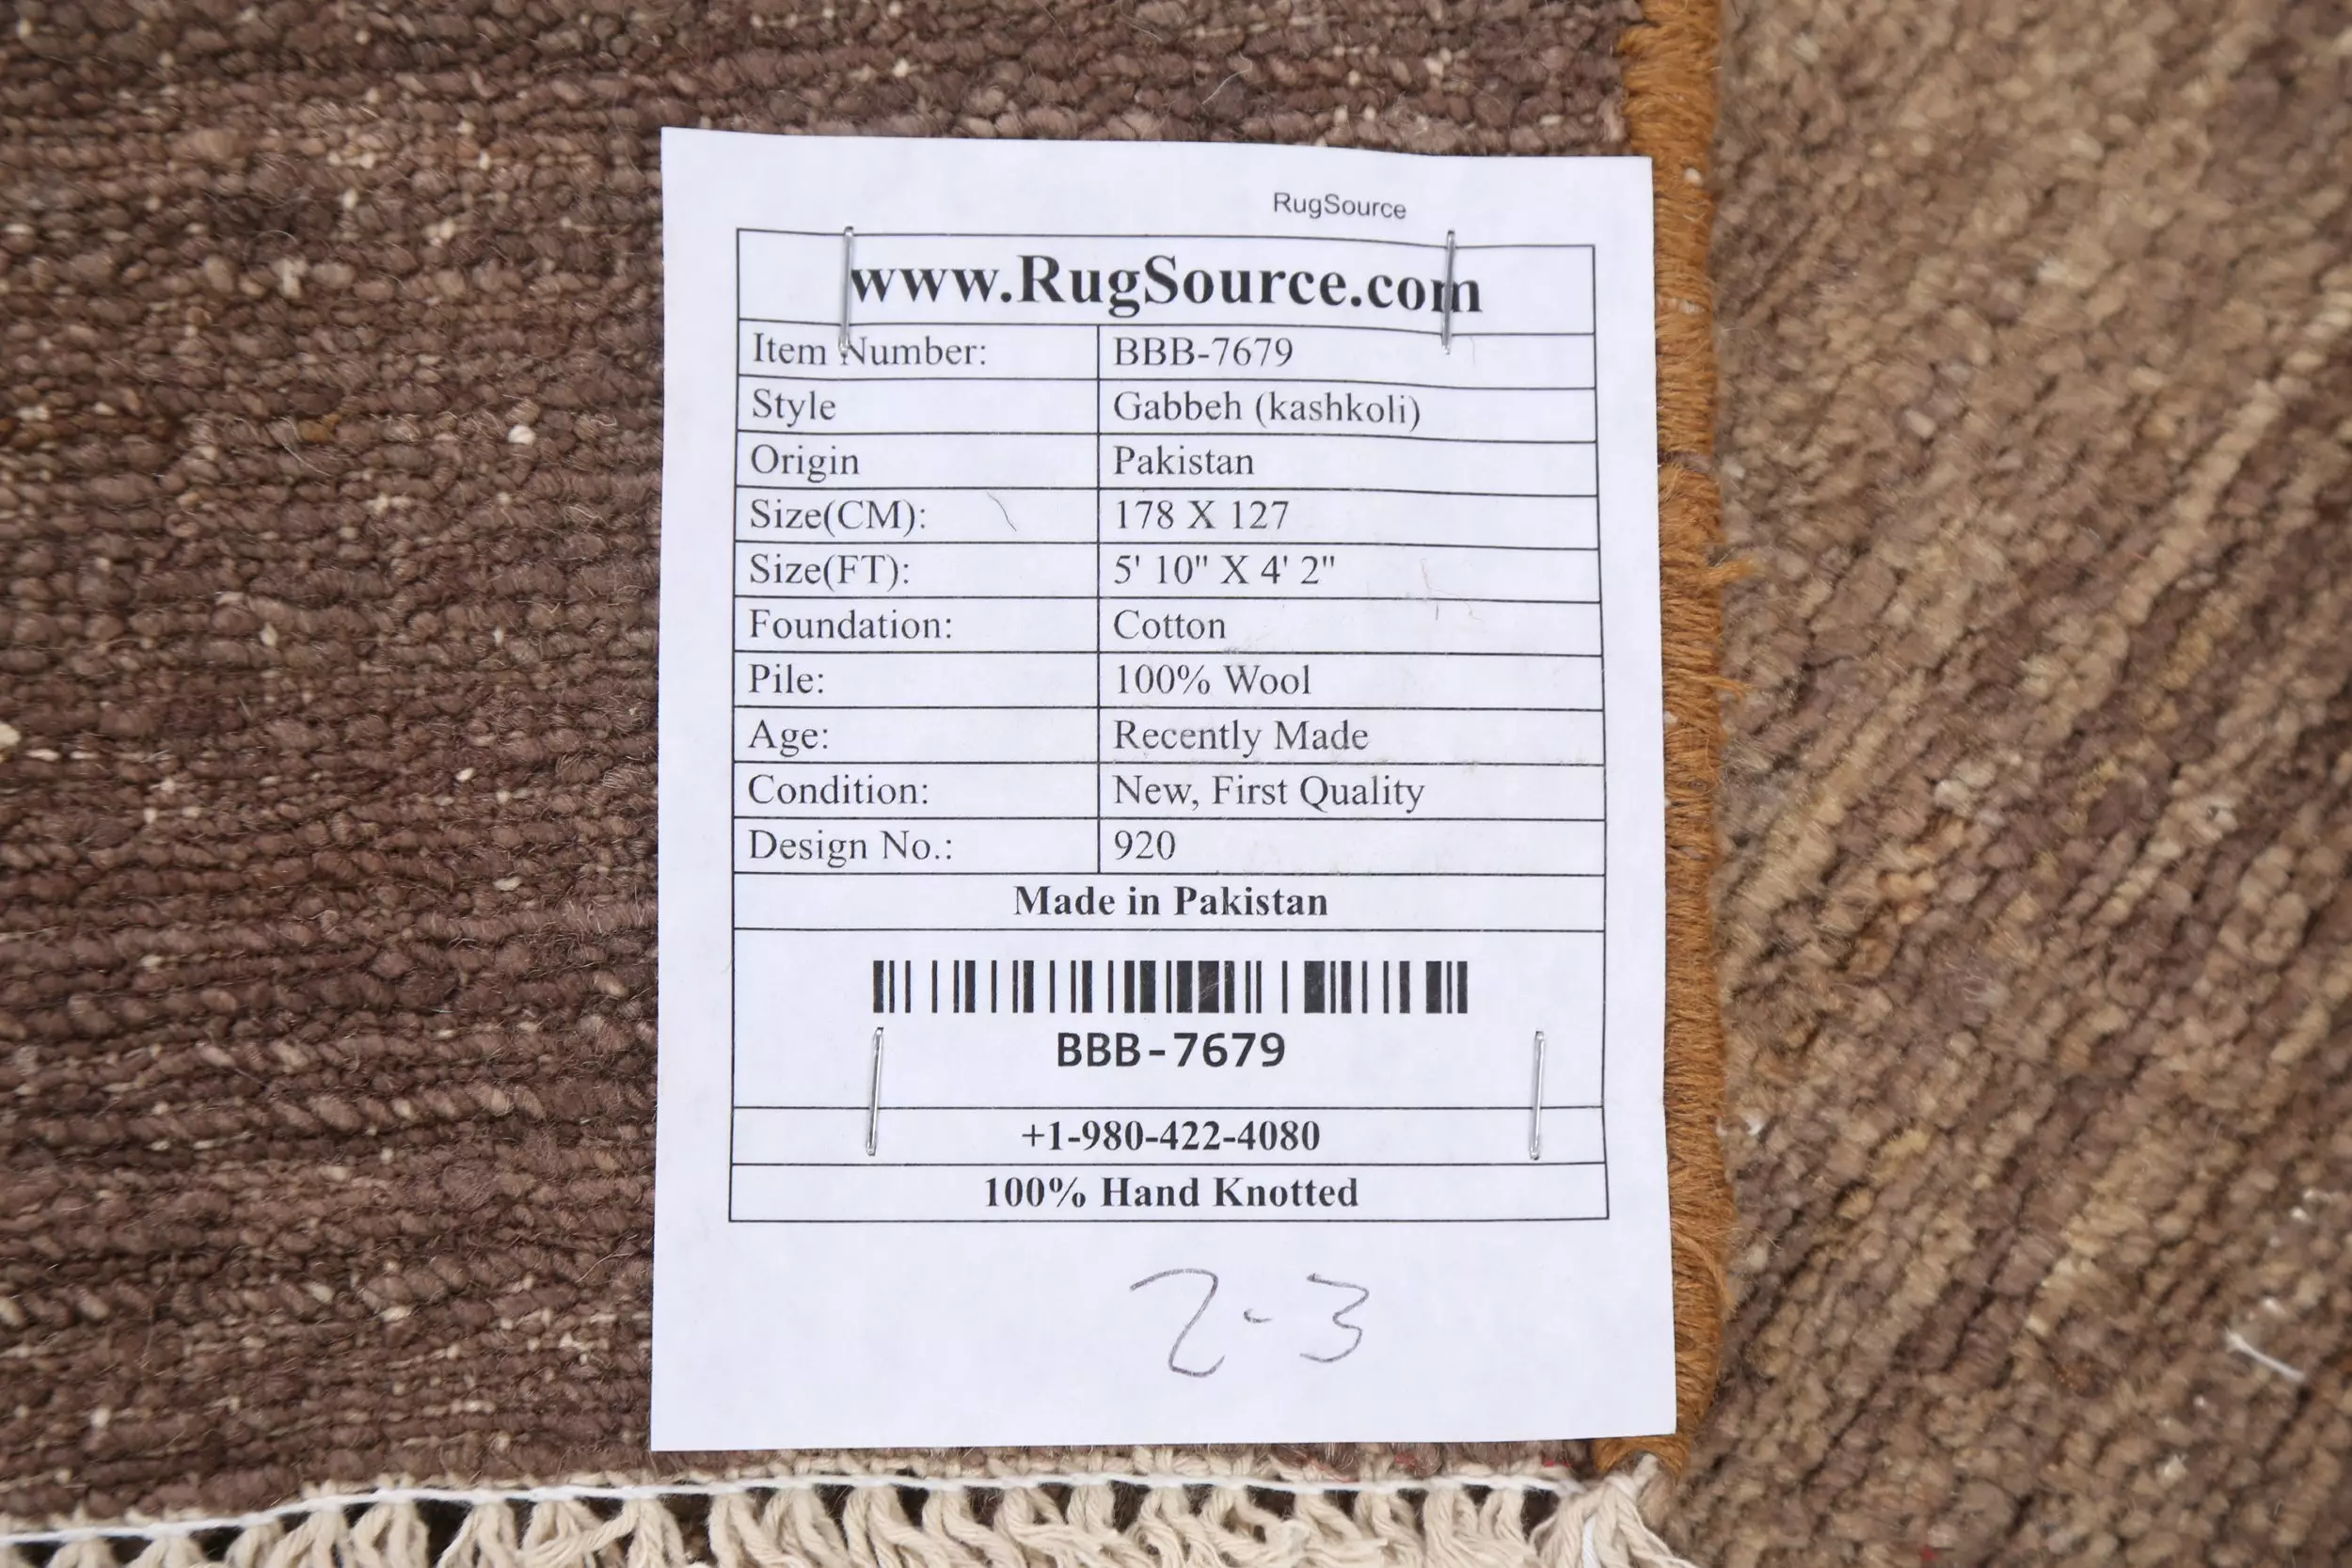 RugSource
www.RugSource.com
Item Number: BBB-7679
Style Gabbeh (kashkoli)
Origin Pakistan
Size(CM): 178 X 127
Size(FT): 5' 10" X 4' 2"
Foundation: Cotton
Pile: 100% Wool
Age: Recently Made
Condition: New, First Quality
Design No.: 920
Made in Pakistan
BBB-7679
+1-980-422-4080
100% Hand Knotted
2-3